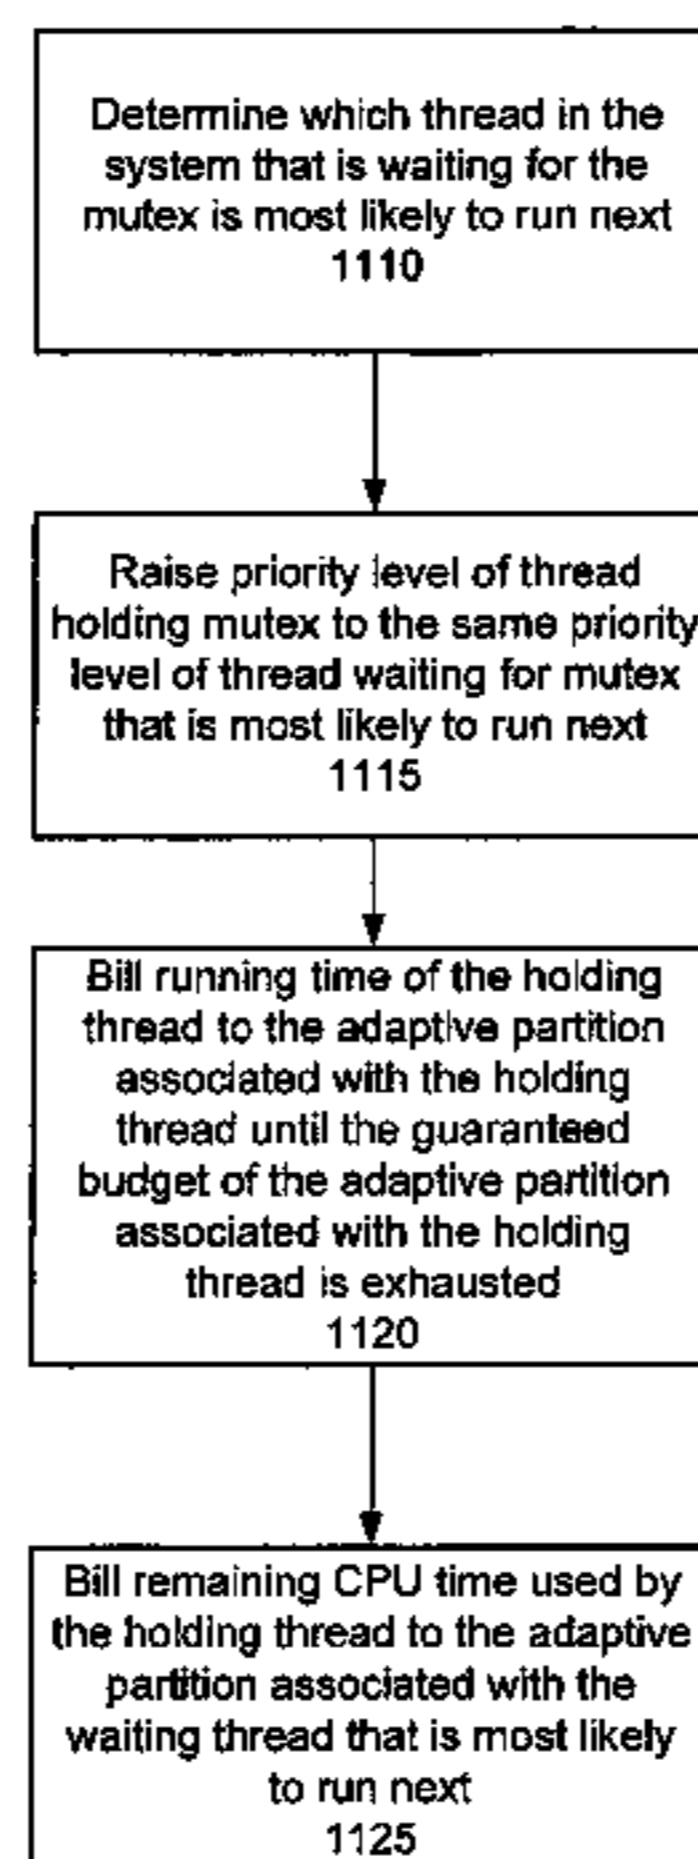 Determine which thread in the
system that is waiting for the
mutex is most likely to run next
1110
Raise priority level of thread
holding mutex to the same priority
level of thread waiting for mutex
that is most likely to run next
1115
Bill running time of the holding
thread to the adaptive partition
associated with the holding
thread until the guaranteed
budget of the adaptive partition
associated with the holding
thread is exhausted
1120
Bill remaining CPU time used by
the holding thread to the adaptive
partition associated with the
waiting thread that is most likely
to run next
1125